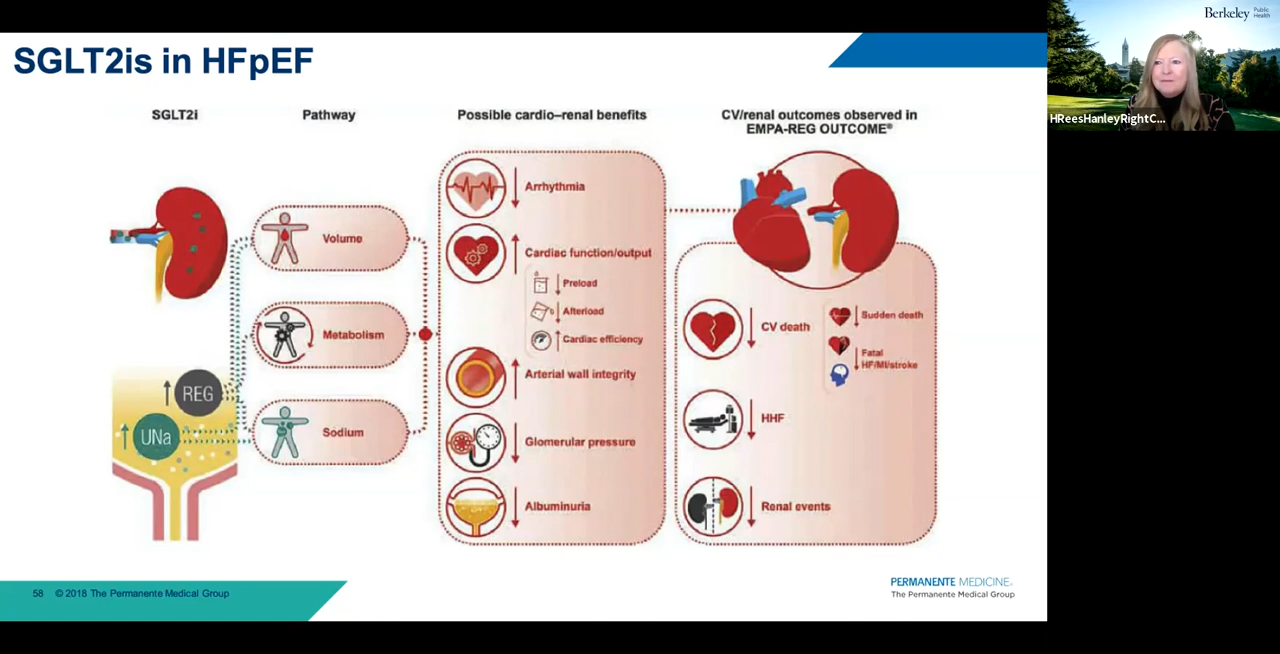 SGLT2is in HFpEF
SGLT2i
Pathway
Possible cardio–renal benefits
CV/renal outcomes observed in
EMPA-REG OUTCOME®
Volume
Metabolism
Sodium
REG
UNa
Arrhythmia
Cardiac function/output
Preload
Afterload
Cardiac efficiency
Arterial wall integrity
Glomerular pressure
Albuminuria
CV death
Sudden death
Fatal
HF/MI/stroke
HHF
Renal events
58 © 2018 The Permanente Medical Group
PERMANENTE MEDICINE
The Permanente Medical Group
Berkeley Public
Health
HReesHanleyRightC...